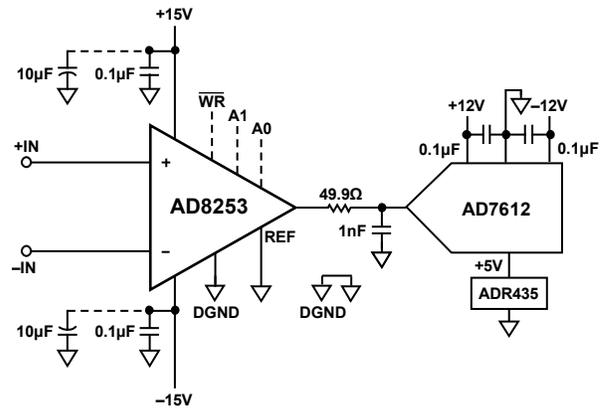 +15V
10µF
0.1µF
WR
A1
A0
+12V
–12V
0.1µF
0.1µF
+IN
+
AD8253
49.9Ω
AD7612
1nF
REF
–
–IN
+5V
DGND
DGND
ADR435
10µF
0.1µF
–15V